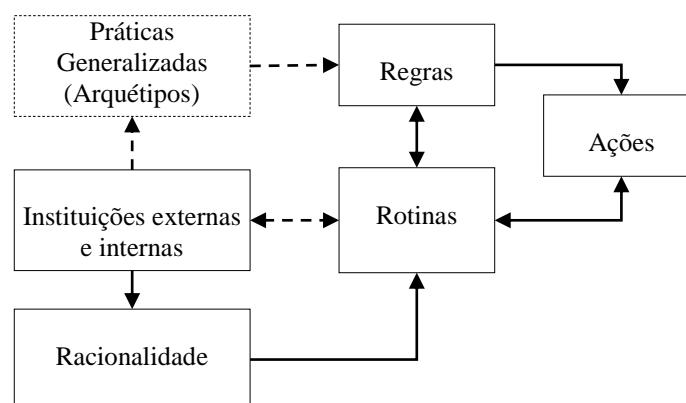 Práticas
Generalizadas
(Arquétipos)
Regras
Ações
Instituições externas
e internas
Rotinas
Racionalidade